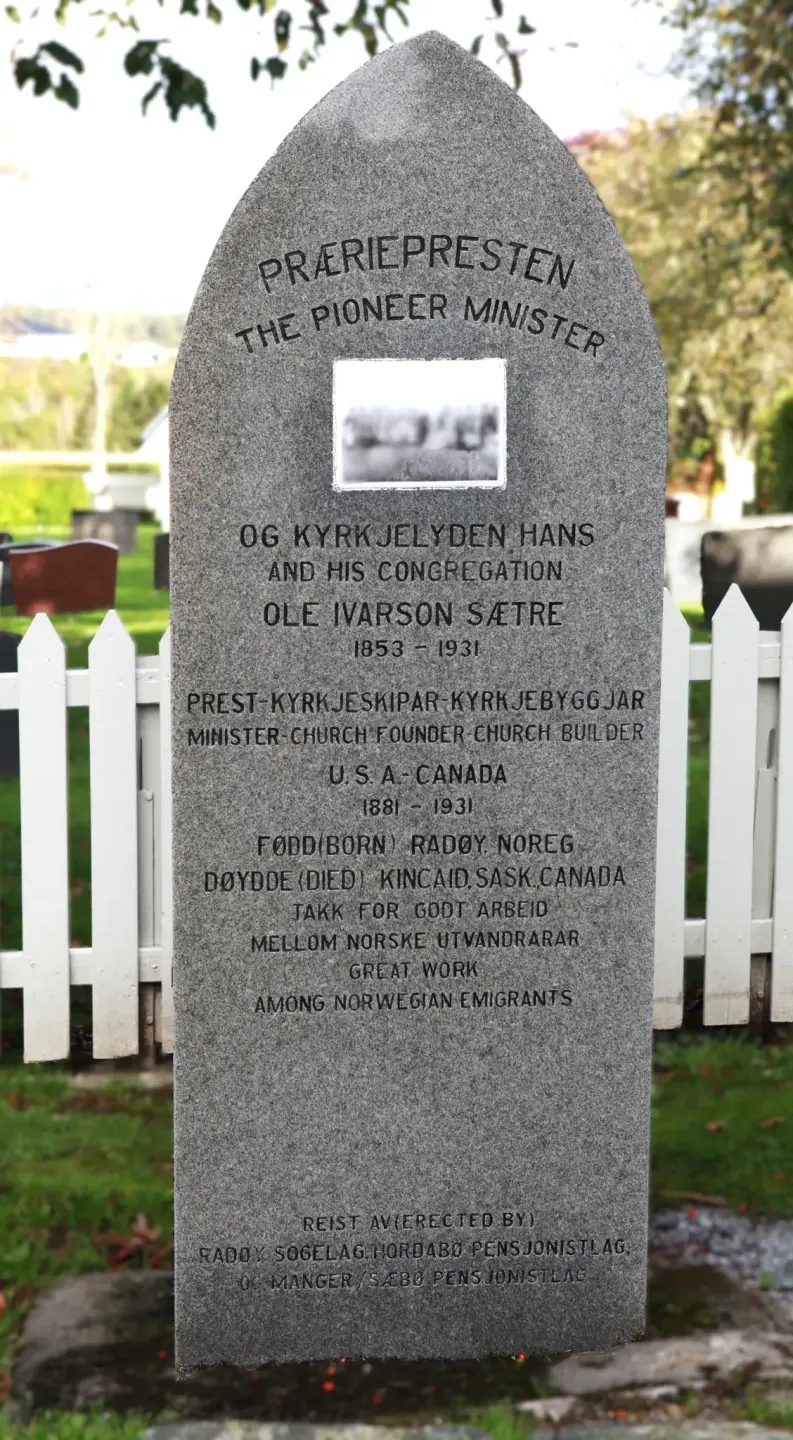 PRÆRIEPRESTEN
THE PIONEER MINISTER
OG KYRKJELYDEN HANS
AND HIS CONGREGATION
OLE IVARSON SÆTRE
1853 - 1931
PREST-KYRKJESKIPAR-KYRKJEBYGGJAR
MINISTER-CHURCH FOUNDER-CHURCH BUILDER
U.S.A.-CANADA
1881 - 1931
FØDD(BORN) RADØY, NOREG
DØYDDE (DIED) KINCAID, SASK., CANADA
TAKK FOR GODT ARBEID
MELLOM NORSKE UTVANDRARAR
GREAT WORK
AMONG NORWEGIAN EMIGRANTS
REIST AV(ERECTED BY)
RADØY SOGELAG, HORDABØ PENSJONISTLAG,
OG MANGER/SÆBØ PENSJONISTLAG